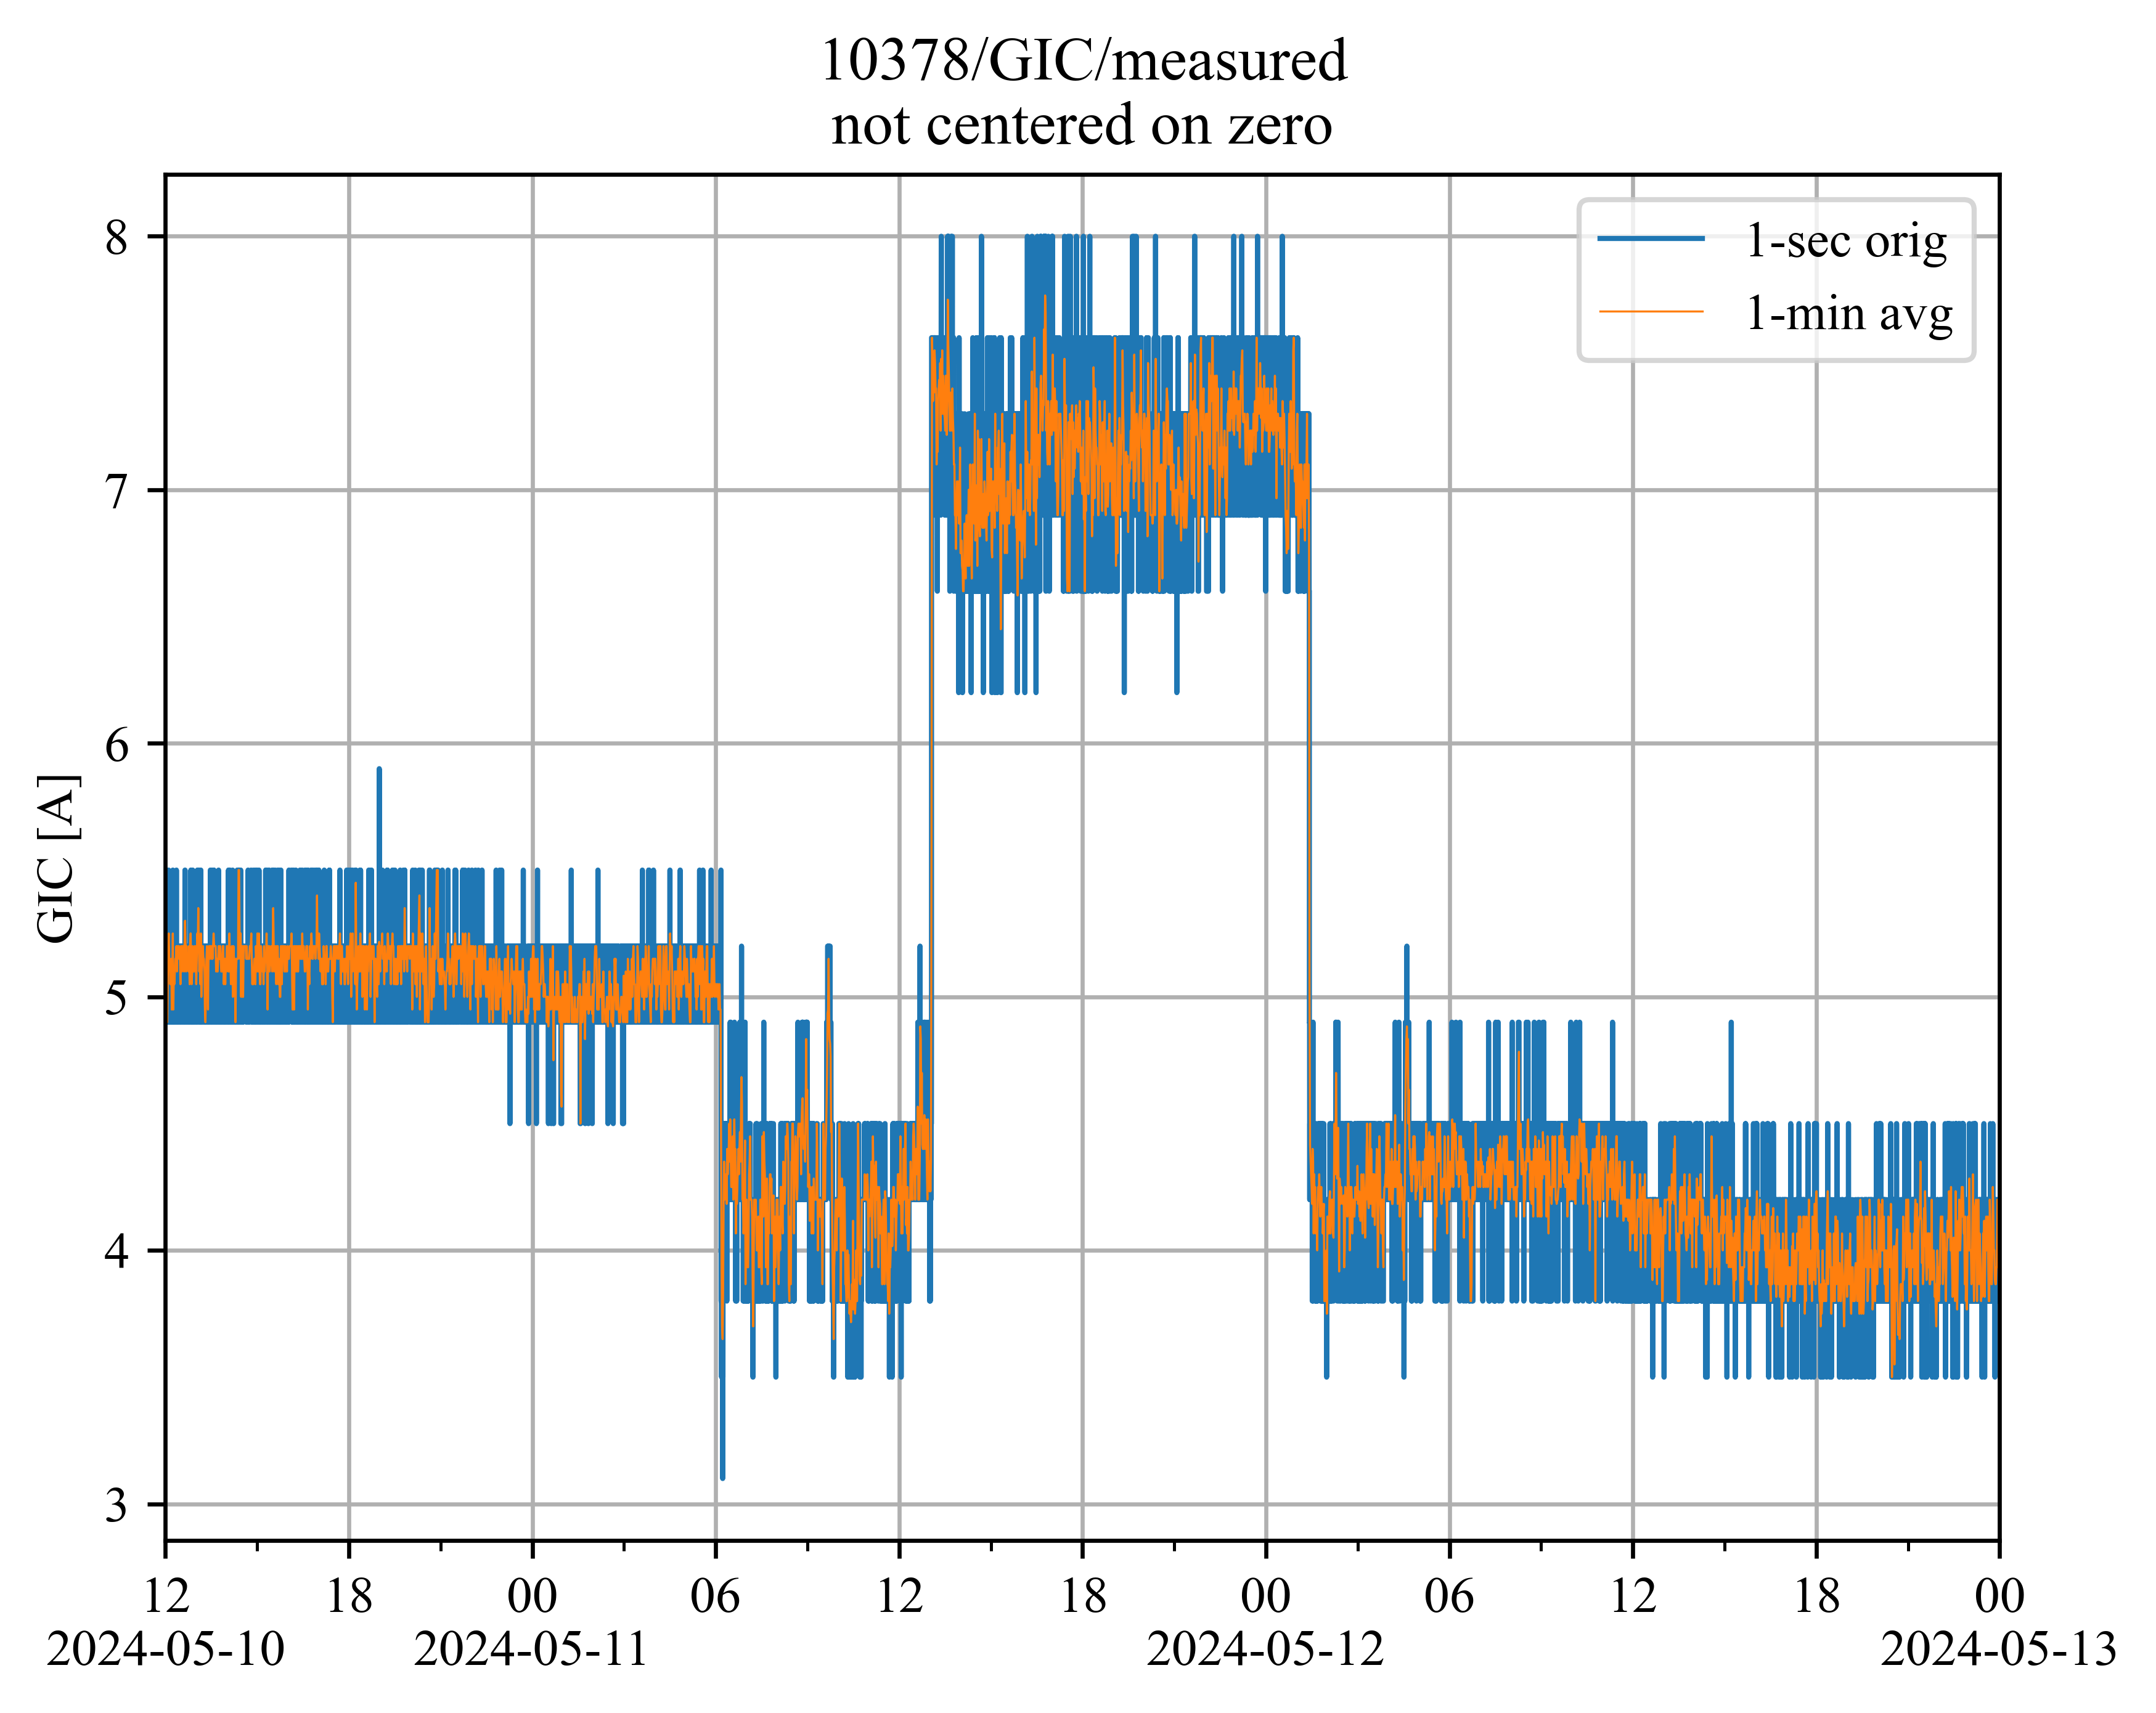 10378/GIC/measured
not centered on zero
1-sec orig
1-min avg
GIC [A]
8
7
6
5
4
3
12 18 00 06 12 18 00 06 12 18 00
2024-05-10 2024-05-11 2024-05-12 2024-05-13